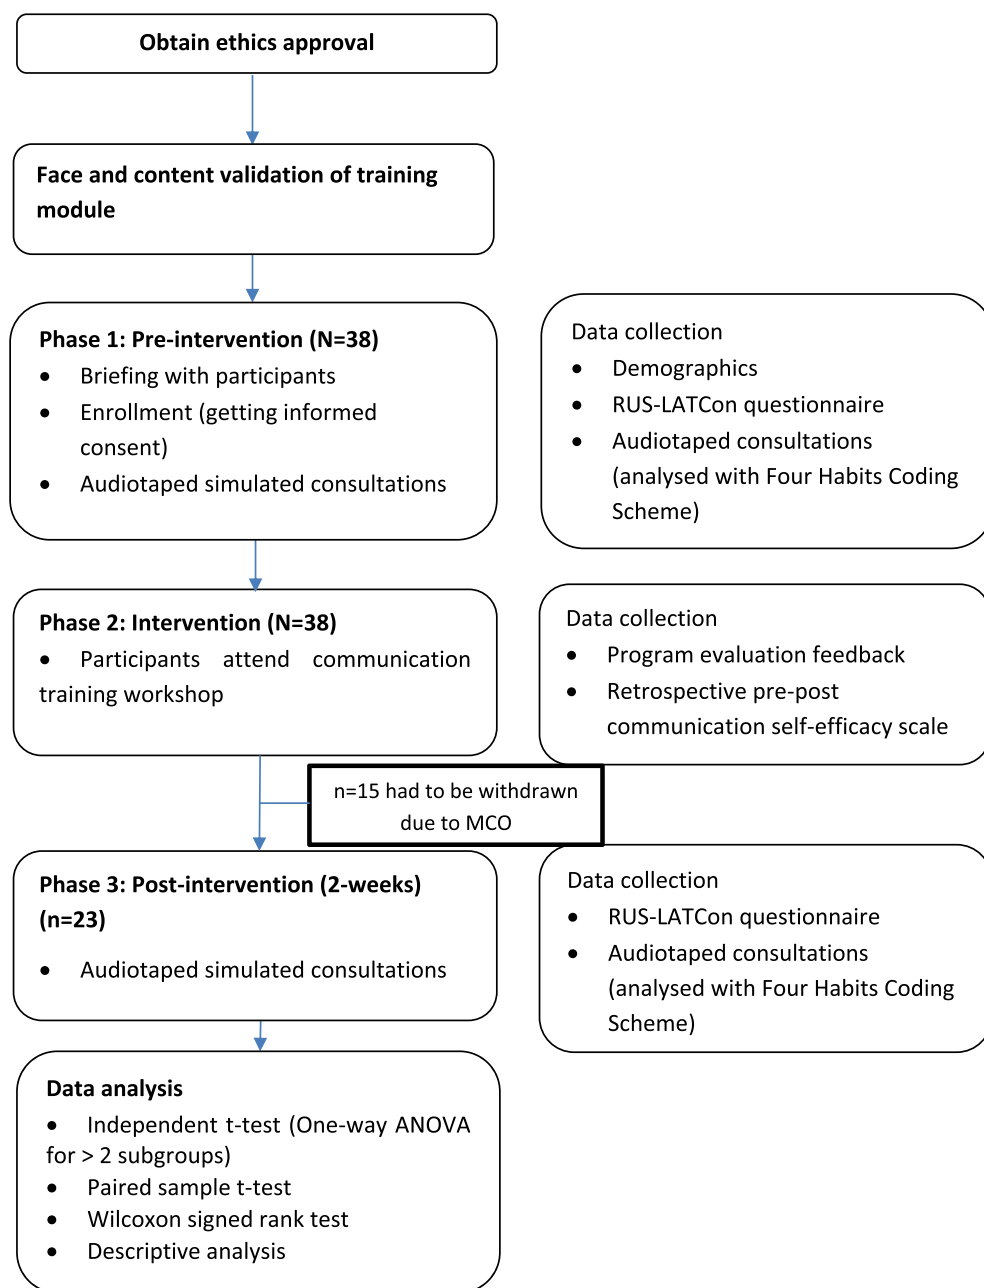 Obtain ethics approval
Face and content validation of training
module
Phase 1: Pre-intervention (N=38)
• Briefing with participants
• Enrollment (getting informed
consent)
• Audiotaped simulated consultations
Data collection
• Demographics
• RUS-LATCon questionnaire
• Audiotaped consultations
(analysed with Four Habits Coding
Scheme)
Phase 2: Intervention (N=38)
• Participants attend communication
training workshop
Data collection
• Program evaluation feedback
• Retrospective pre-post
communication self-efficacy scale
n=15 had to be withdrawn
due to MCO
Phase 3: Post-intervention (2-weeks)
(n=23)
• Audiotaped simulated consultations
Data collection
• RUS-LATCon questionnaire
• Audiotaped consultations
(analysed with Four Habits Coding
Scheme)
Data analysis
• Independent t-test (One-way ANOVA
for > 2 subgroups)
• Paired sample t-test
• Wilcoxon signed rank test
• Descriptive analysis